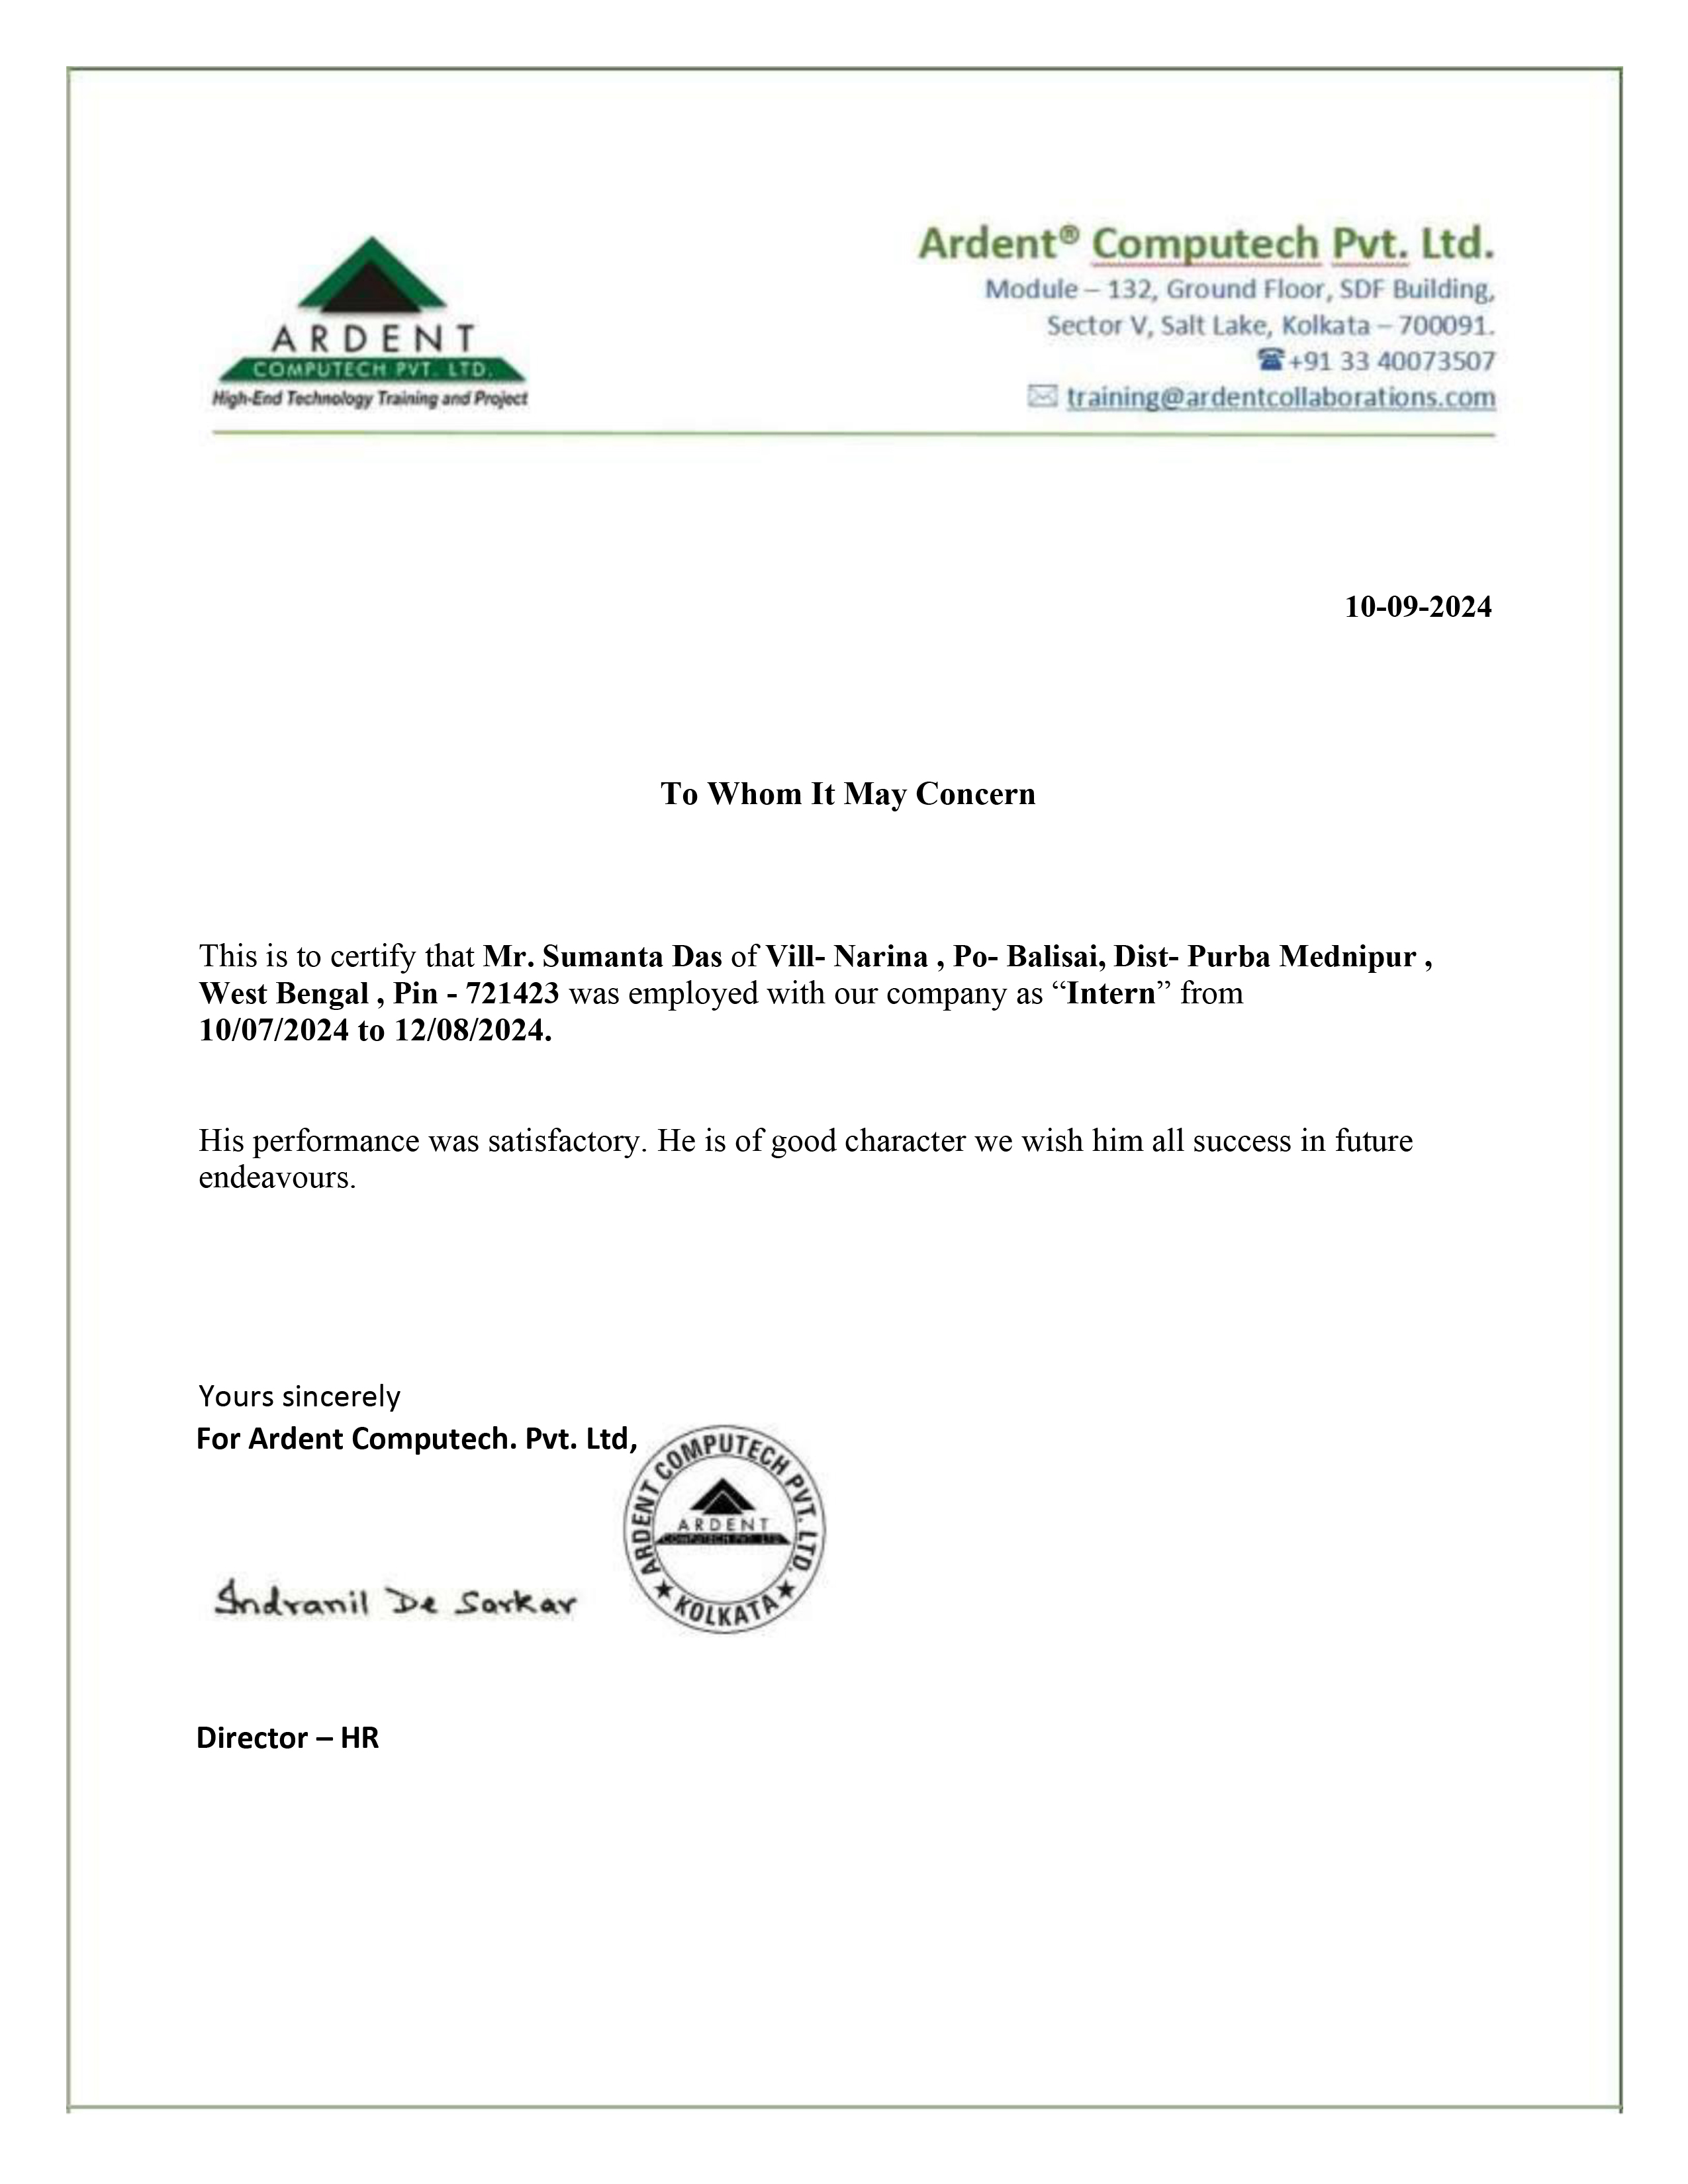 ARDENT
COMPUTECH PVT. LTD.
High-End Technology Training and Project
Ardent® Computech Pvt. Ltd.
Module – 132, Ground Floor, SDF Building,
Sector V, Salt Lake, Kolkata – 700091.
☎+91 33 40073507
✉ training@ardentcollaborations.com
10-09-2024
To Whom It May Concern
This is to certify that Mr. Sumanta Das of Vill- Narina , Po- Balisai, Dist- Purba Mednipur ,
West Bengal , Pin - 721423 was employed with our company as “Intern” from
10/07/2024 to 12/08/2024.
His performance was satisfactory. He is of good character we wish him all success in future
endeavours.
Yours sincerely
For Ardent Computech. Pvt. Ltd,
ARDENT COMPUTECH PVT. LTD.
ARDENT
COMPUTECH PVT. LTD.
★ KOLKATA ★
Indranil De Sarkar
Director – HR